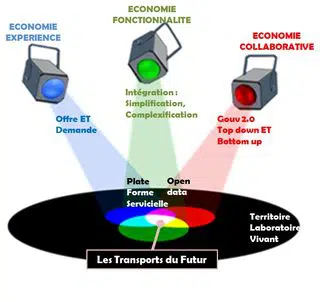 ECONOMIE
EXPERIENCE
ECONOMIE
FONCTIONNALITE
ECONOMIE
COLLABORATIVE
Offre ET
Demande
Intégration :
Simplification,
Complexification
Gouv 2.0
Top down ET
Bottom up
Plate
Forme
Servicielle
Open
data
Territoire
Laboratoire
Vivant
Les Transports du Futur